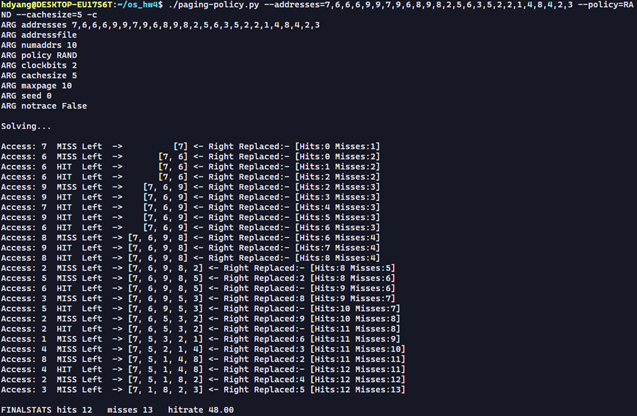 hdyang@DESKTOP-EU17S6T:~/os_hw4$ ./paging-policy.py --addresses=7,6,6,6,9,9,7,9,6,8,9,8,2,5,6,3,5,2,2,1,4,8,4,2,3 --policy=RA
ND --cachesize=5 -c
ARG addresses 7,6,6,6,9,9,7,9,6,8,9,8,2,5,6,3,5,2,2,1,4,8,4,2,3
ARG addressfile
ARG numaddrs 10
ARG policy RAND
ARG clockbits 2
ARG cachesize 5
ARG maxpage 10
ARG seed 0
ARG notrace False
Solving...
Access: 7  MISS Left  ->          [7] <- Right Replaced:- [Hits:0 Misses:1]
Access: 6  MISS Left  ->       [7, 6] <- Right Replaced:- [Hits:0 Misses:2]
Access: 6  HIT  Left  ->       [7, 6] <- Right Replaced:- [Hits:1 Misses:2]
Access: 6  HIT  Left  ->       [7, 6] <- Right Replaced:- [Hits:2 Misses:2]
Access: 9  MISS Left  ->    [7, 6, 9] <- Right Replaced:- [Hits:2 Misses:3]
Access: 9  HIT  Left  ->    [7, 6, 9] <- Right Replaced:- [Hits:3 Misses:3]
Access: 7  HIT  Left  ->    [7, 6, 9] <- Right Replaced:- [Hits:4 Misses:3]
Access: 9  HIT  Left  ->    [7, 6, 9] <- Right Replaced:- [Hits:5 Misses:3]
Access: 6  HIT  Left  ->    [7, 6, 9] <- Right Replaced:- [Hits:6 Misses:3]
Access: 8  MISS Left  -> [7, 6, 9, 8] <- Right Replaced:- [Hits:6 Misses:4]
Access: 9  HIT  Left  -> [7, 6, 9, 8] <- Right Replaced:- [Hits:7 Misses:4]
Access: 8  HIT  Left  -> [7, 6, 9, 8] <- Right Replaced:- [Hits:8 Misses:4]
Access: 2  MISS Left  -> [7, 6, 9, 8, 2] <- Right Replaced:- [Hits:8 Misses:5]
Access: 5  MISS Left  -> [7, 6, 9, 8, 5] <- Right Replaced:2 [Hits:8 Misses:6]
Access: 6  HIT  Left  -> [7, 6, 9, 8, 5] <- Right Replaced:- [Hits:9 Misses:6]
Access: 3  MISS Left  -> [7, 6, 9, 5, 3] <- Right Replaced:8 [Hits:9 Misses:7]
Access: 5  HIT  Left  -> [7, 6, 9, 5, 3] <- Right Replaced:- [Hits:10 Misses:7]
Access: 2  MISS Left  -> [7, 6, 5, 3, 2] <- Right Replaced:9 [Hits:10 Misses:8]
Access: 2  HIT  Left  -> [7, 6, 5, 3, 2] <- Right Replaced:- [Hits:11 Misses:8]
Access: 1  MISS Left  -> [7, 5, 3, 2, 1] <- Right Replaced:6 [Hits:11 Misses:9]
Access: 4  MISS Left  -> [7, 5, 2, 1, 4] <- Right Replaced:3 [Hits:11 Misses:10]
Access: 8  MISS Left  -> [7, 5, 1, 4, 8] <- Right Replaced:2 [Hits:11 Misses:11]
Access: 4  HIT  Left  -> [7, 5, 1, 4, 8] <- Right Replaced:- [Hits:12 Misses:11]
Access: 2  MISS Left  -> [7, 5, 1, 8, 2] <- Right Replaced:4 [Hits:12 Misses:12]
Access: 3  MISS Left  -> [7, 1, 8, 2, 3] <- Right Replaced:5 [Hits:12 Misses:13]
FINALSTATS hits 12   misses 13   hitrate 48.00